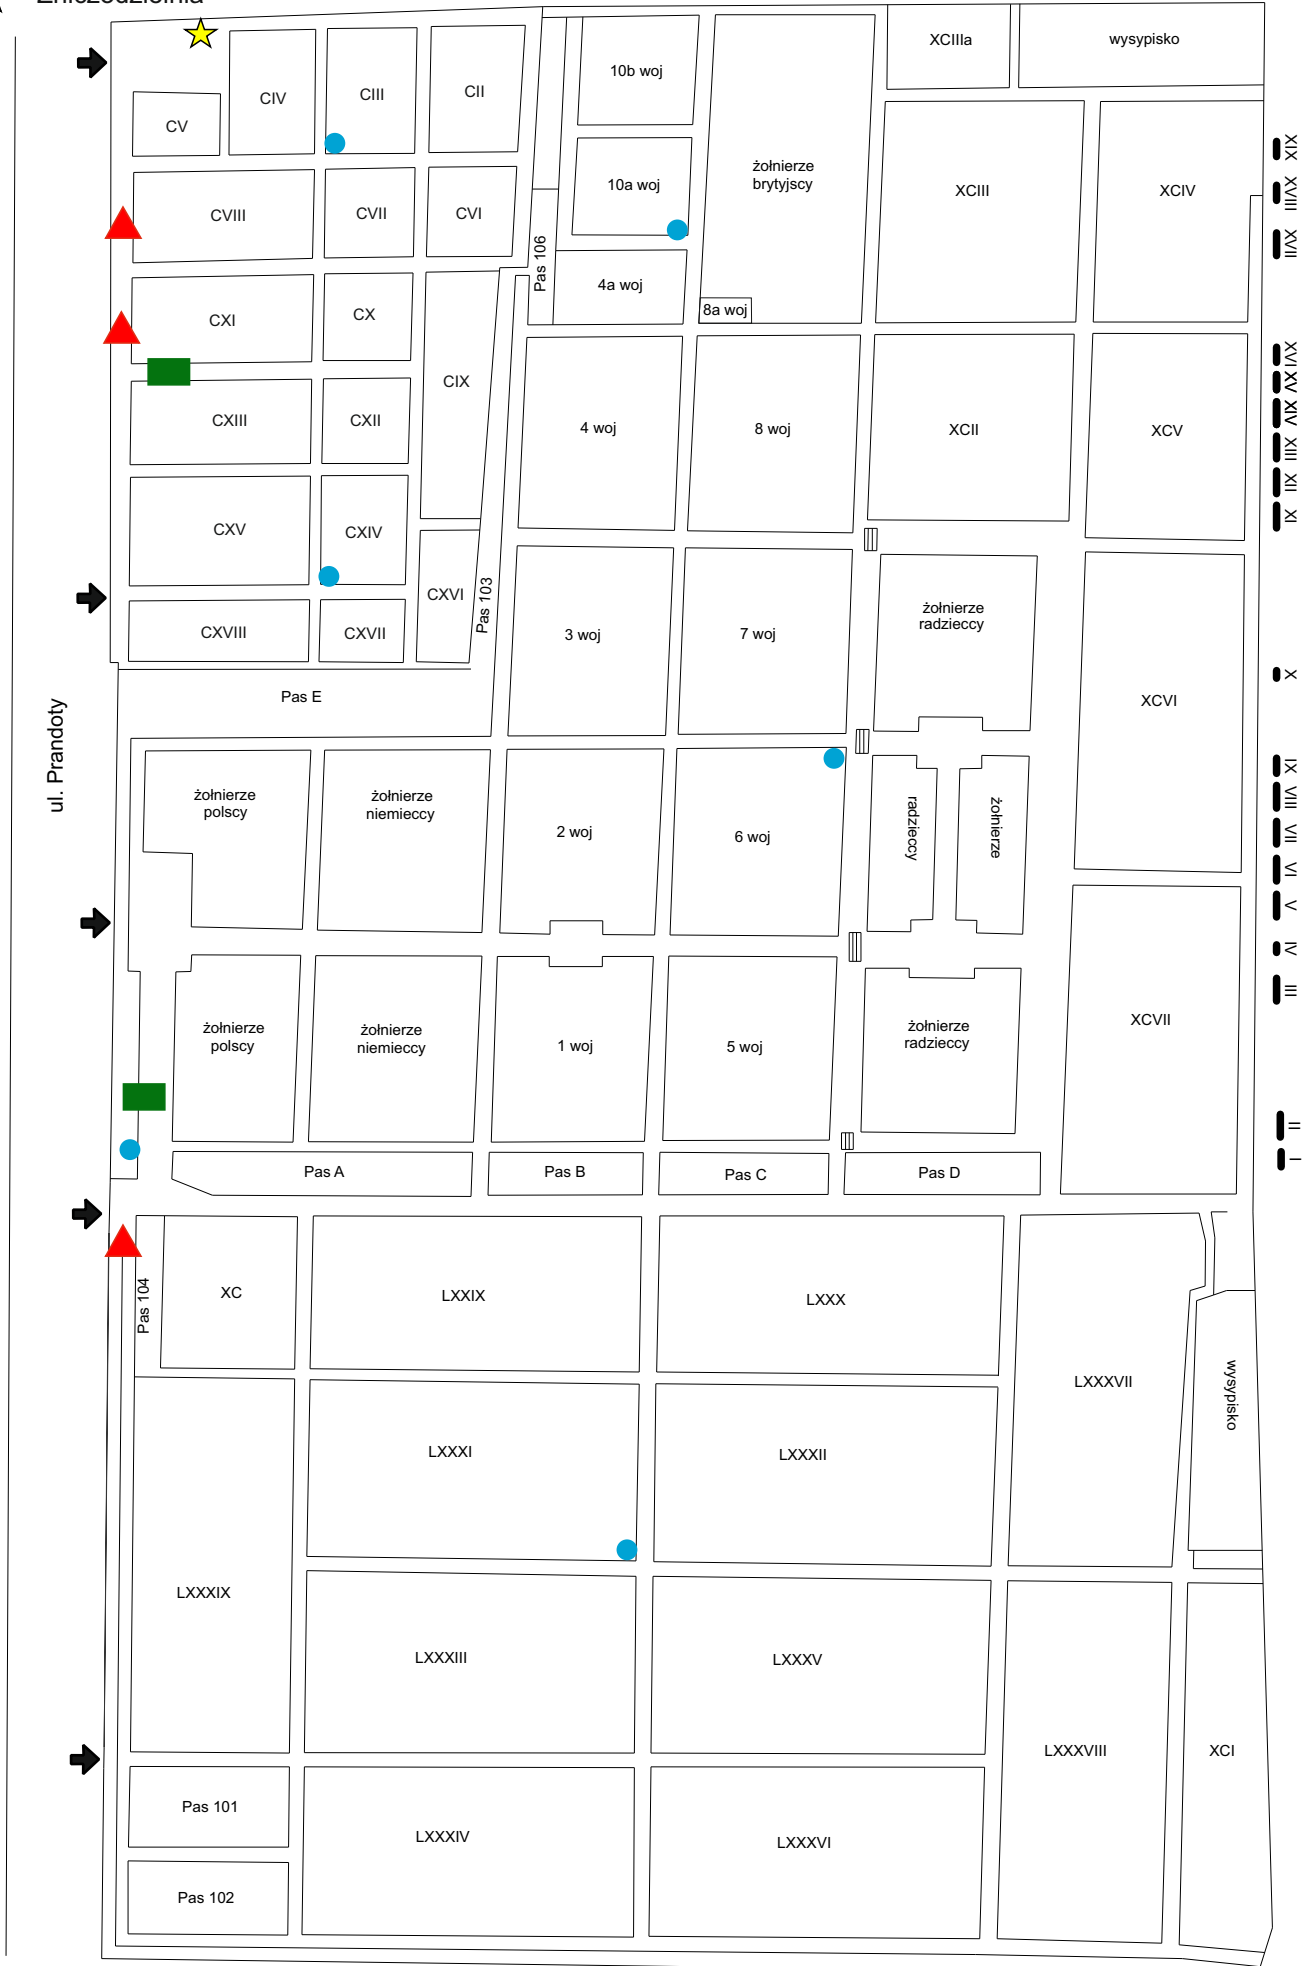 XCIIIa
wysypisko
10b woj
CIV
CIII
CII
CV
XIX
żołnierze
brytyjscy
10a woj
XCIII
XCIV
XVIII
CVIII
CVII
CVI
XVII
Pas 106
4a woj
8a woj
CXI
CX
XVI
XV
CIX
XIV
CXIII
CXII
4 woj
8 woj
XCII
XCV
XIII
XII
XI
CXV
CXIV
CXVI
Pas 103
żołnierze
radzieccy
CXVIII
CXVII
3 woj
7 woj
X
Pas E
XCVI
ul. Prandoty
IX
żołnierze
polscy
żołnierze
niemieccy
2 woj
6 woj
radzieccy
żołnierze
VIII
VII
VI
V
IV
III
żołnierze
polscy
żołnierze
niemieccy
1 woj
5 woj
żołnierze
radzieccy
XCVII
II
I
Pas A
Pas B
Pas C
Pas D
Pas 104
XC
LXXIX
LXXX
LXXXVII
wysypisko
LXXXI
LXXXII
LXXXIX
LXXXIII
LXXXV
LXXXVIII
XCI
Pas 101
LXXXIV
LXXXVI
Pas 102